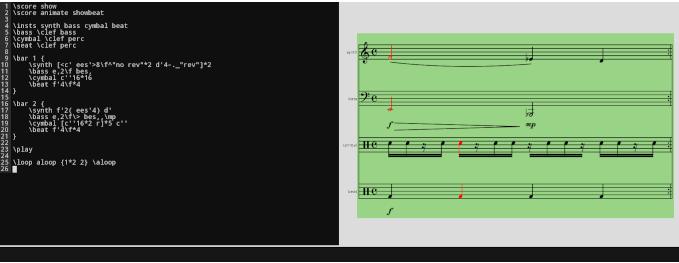 1 \score show
2 \score animate showbeat
3
4 \insts synth bass cymbal beat
5 \bass \clef bass
6 \cymbal \clef perc
7 \beat \clef perc
8
9 \bar 1 {
10 \synth [<c' ees'>8\f^"no rev"*2 d'4-._"rev"]*2
11 \bass e,2\f bes,
12 \cymbal c''16*16
13 \beat f'4\f*4
14 }
15
16 \bar 2 {
17 \synth f'2( ees'4) d'
18 \bass e,2\f\> bes,,\mp
19 \cymbal [c''16*2 r]*5 c''
20 \beat f'4\f*4
21 }
22
23 \play
24
25 \loop aloop {1*2 2} \aloop
26
synth
bass
f mp
cymbal
beat
f